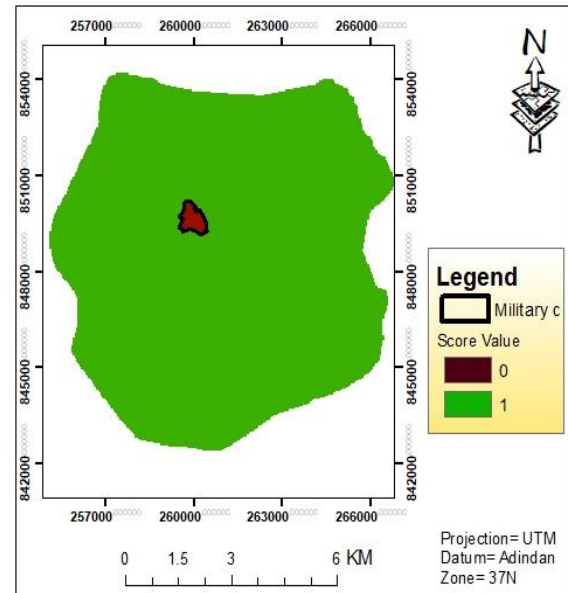 257000 260000 263000 266000
N
854000 854000
851000 851000
848000 848000
845000 845000
842000 842000
257000 260000 263000 266000
Legend
Military c
Score Value
0
1
0 1.5 3 6 KM
Projection= UTM
Datum= Adindan
Zone= 37N